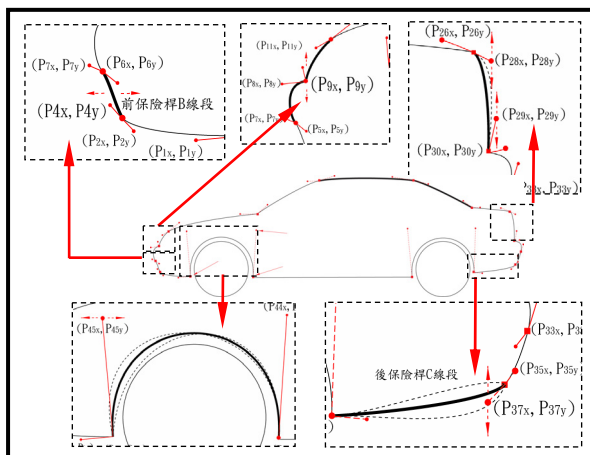 (P7x, P7y)
(P6x, P6y)
(P4x, P4y)
前保險桿B線段
(P2x, P2y)
(P1x, P1y)
(P11x, P11y)
(P8x, P8y)
(P9x, P9y)
(P7x, P7
(P5x, P5y)
(P26x, P26y)
(P28x, P28y)
(P29x, P29y)
(P30x, P30y)
P33y)
(P44x,
(P45x, P45y)
(P33x, P3
後保險桿C線段
(P35x, P35y
(P37x, P37y)
)